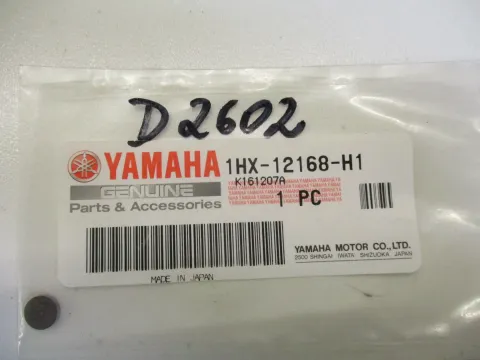 D2602
YAMAHA 1HX-12168-H1
GENUINE K161207A
Parts & Accessories 1 PC
YAMAHA MOTOR CO., LTD.
2500 SHINGAI IWATA SHIZUOKA JAPAN
MADE IN JAPAN